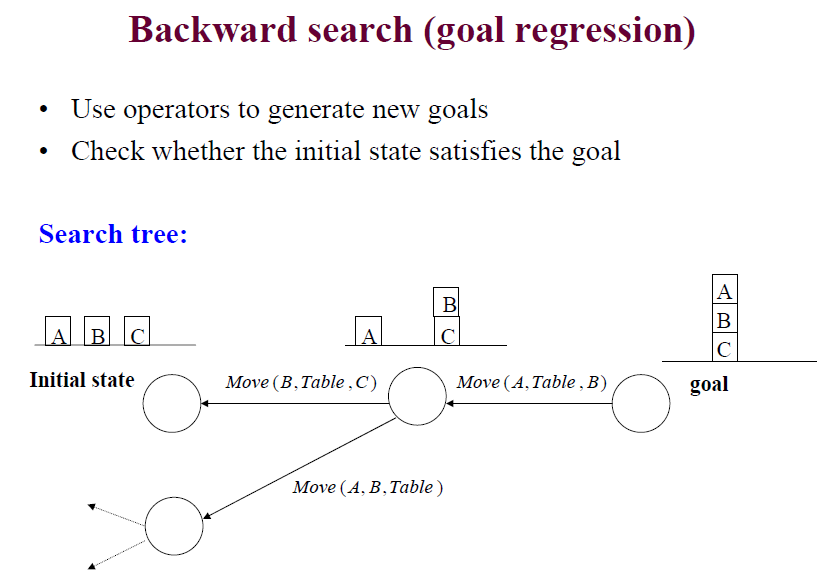 Backward search (goal regression)
• Use operators to generate new goals
• Check whether the initial state satisfies the goal
Search tree:
A B C
A
B
C
A
B
C
Initial state
Move (B, Table , C)
Move (A, Table , B)
goal
Move (A, B, Table )